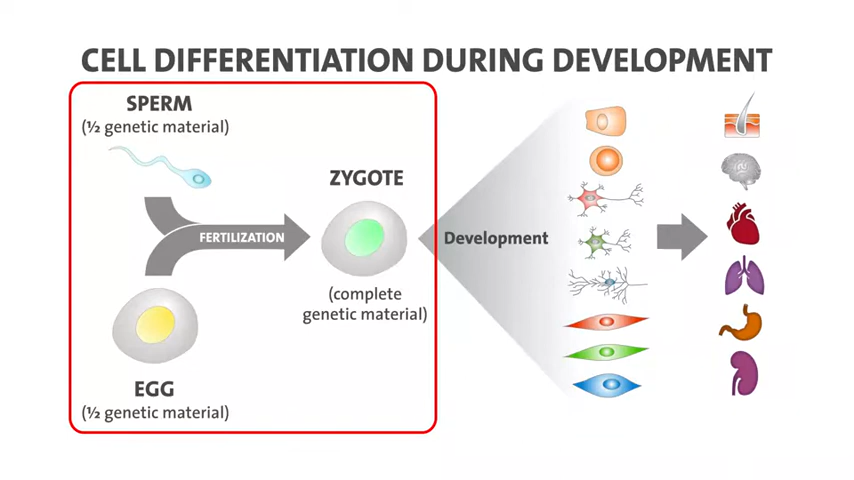 CELL DIFFERENTIATION DURING DEVELOPMENT
SPERM
(½ genetic material)
ZYGOTE
FERTILIZATION
Development
(complete
genetic material)
EGG
(½ genetic material)